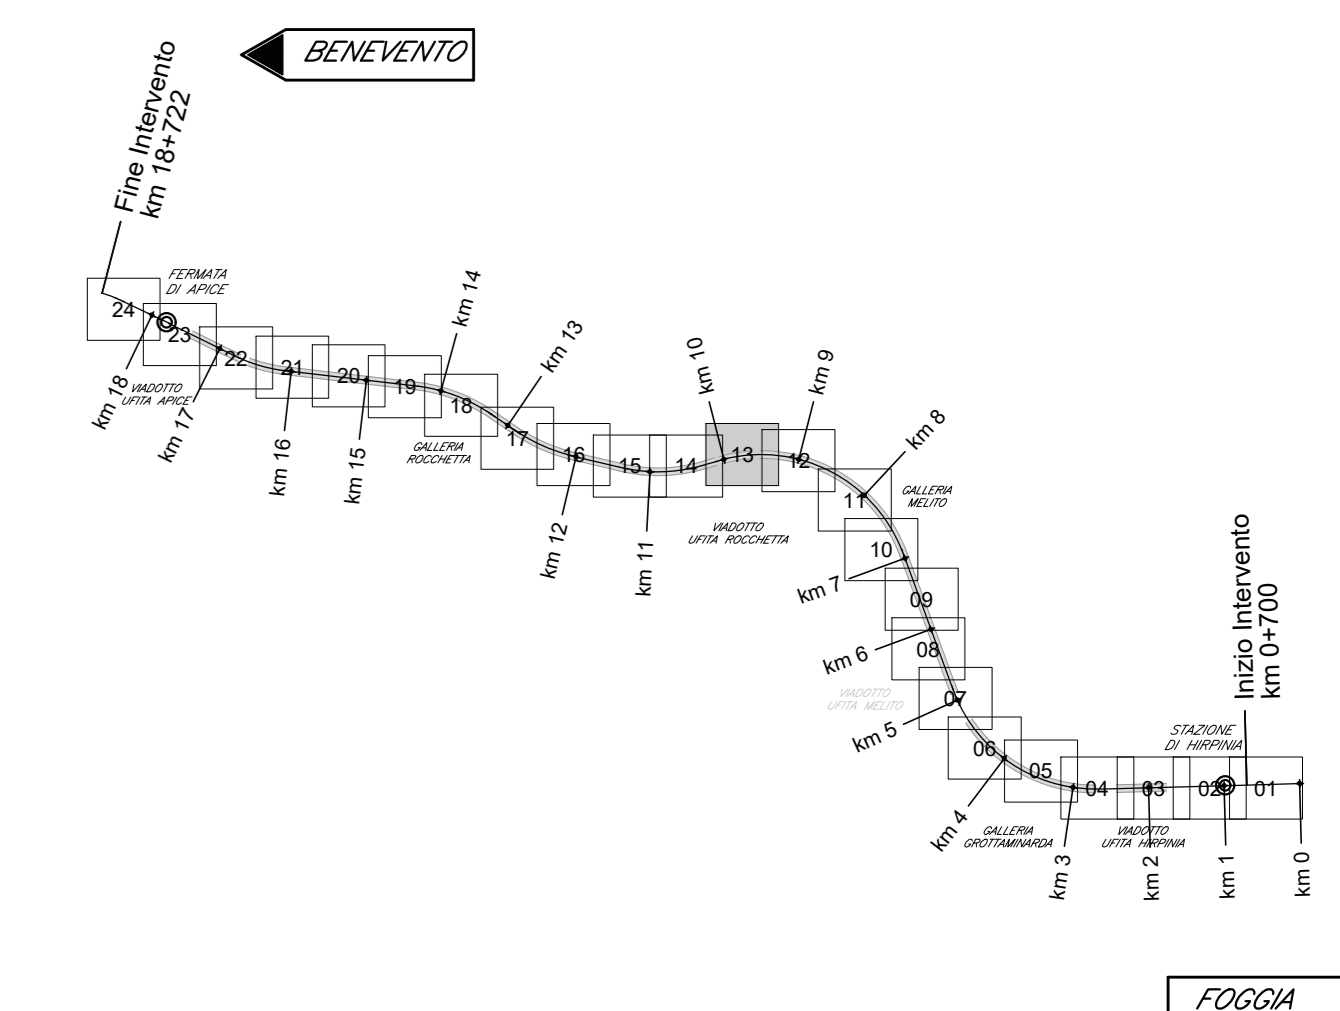 BENEVENTO
Fine Intervento
km 18+722
FERMATA
DI APICE
24
23
22
21
20
19
18
17
16
15
14
13
12
11
10
09
08
07
06
05
04
03
02
01
km 18
VIADOTTO
UFITA APICE
km 17
km 16
km 15
km 14
km 13
GALLERIA
ROCCHETTA
km 12
km 11
km 10
VIADOTTO
UFITA ROCCHETTA
km 9
km 8
GALLERIA
MELITO
km 7
km 6
VIADOTTO
UFITA MELITO
km 5
km 4
GALLERIA
GROTTAMINARDA
km 3
VIADOTTO
UFITA HIRPINIA
km 2
STAZIONE
DI HIRPINIA
km 1
Inizio Intervento
km 0+700
km 0
FOGGIA